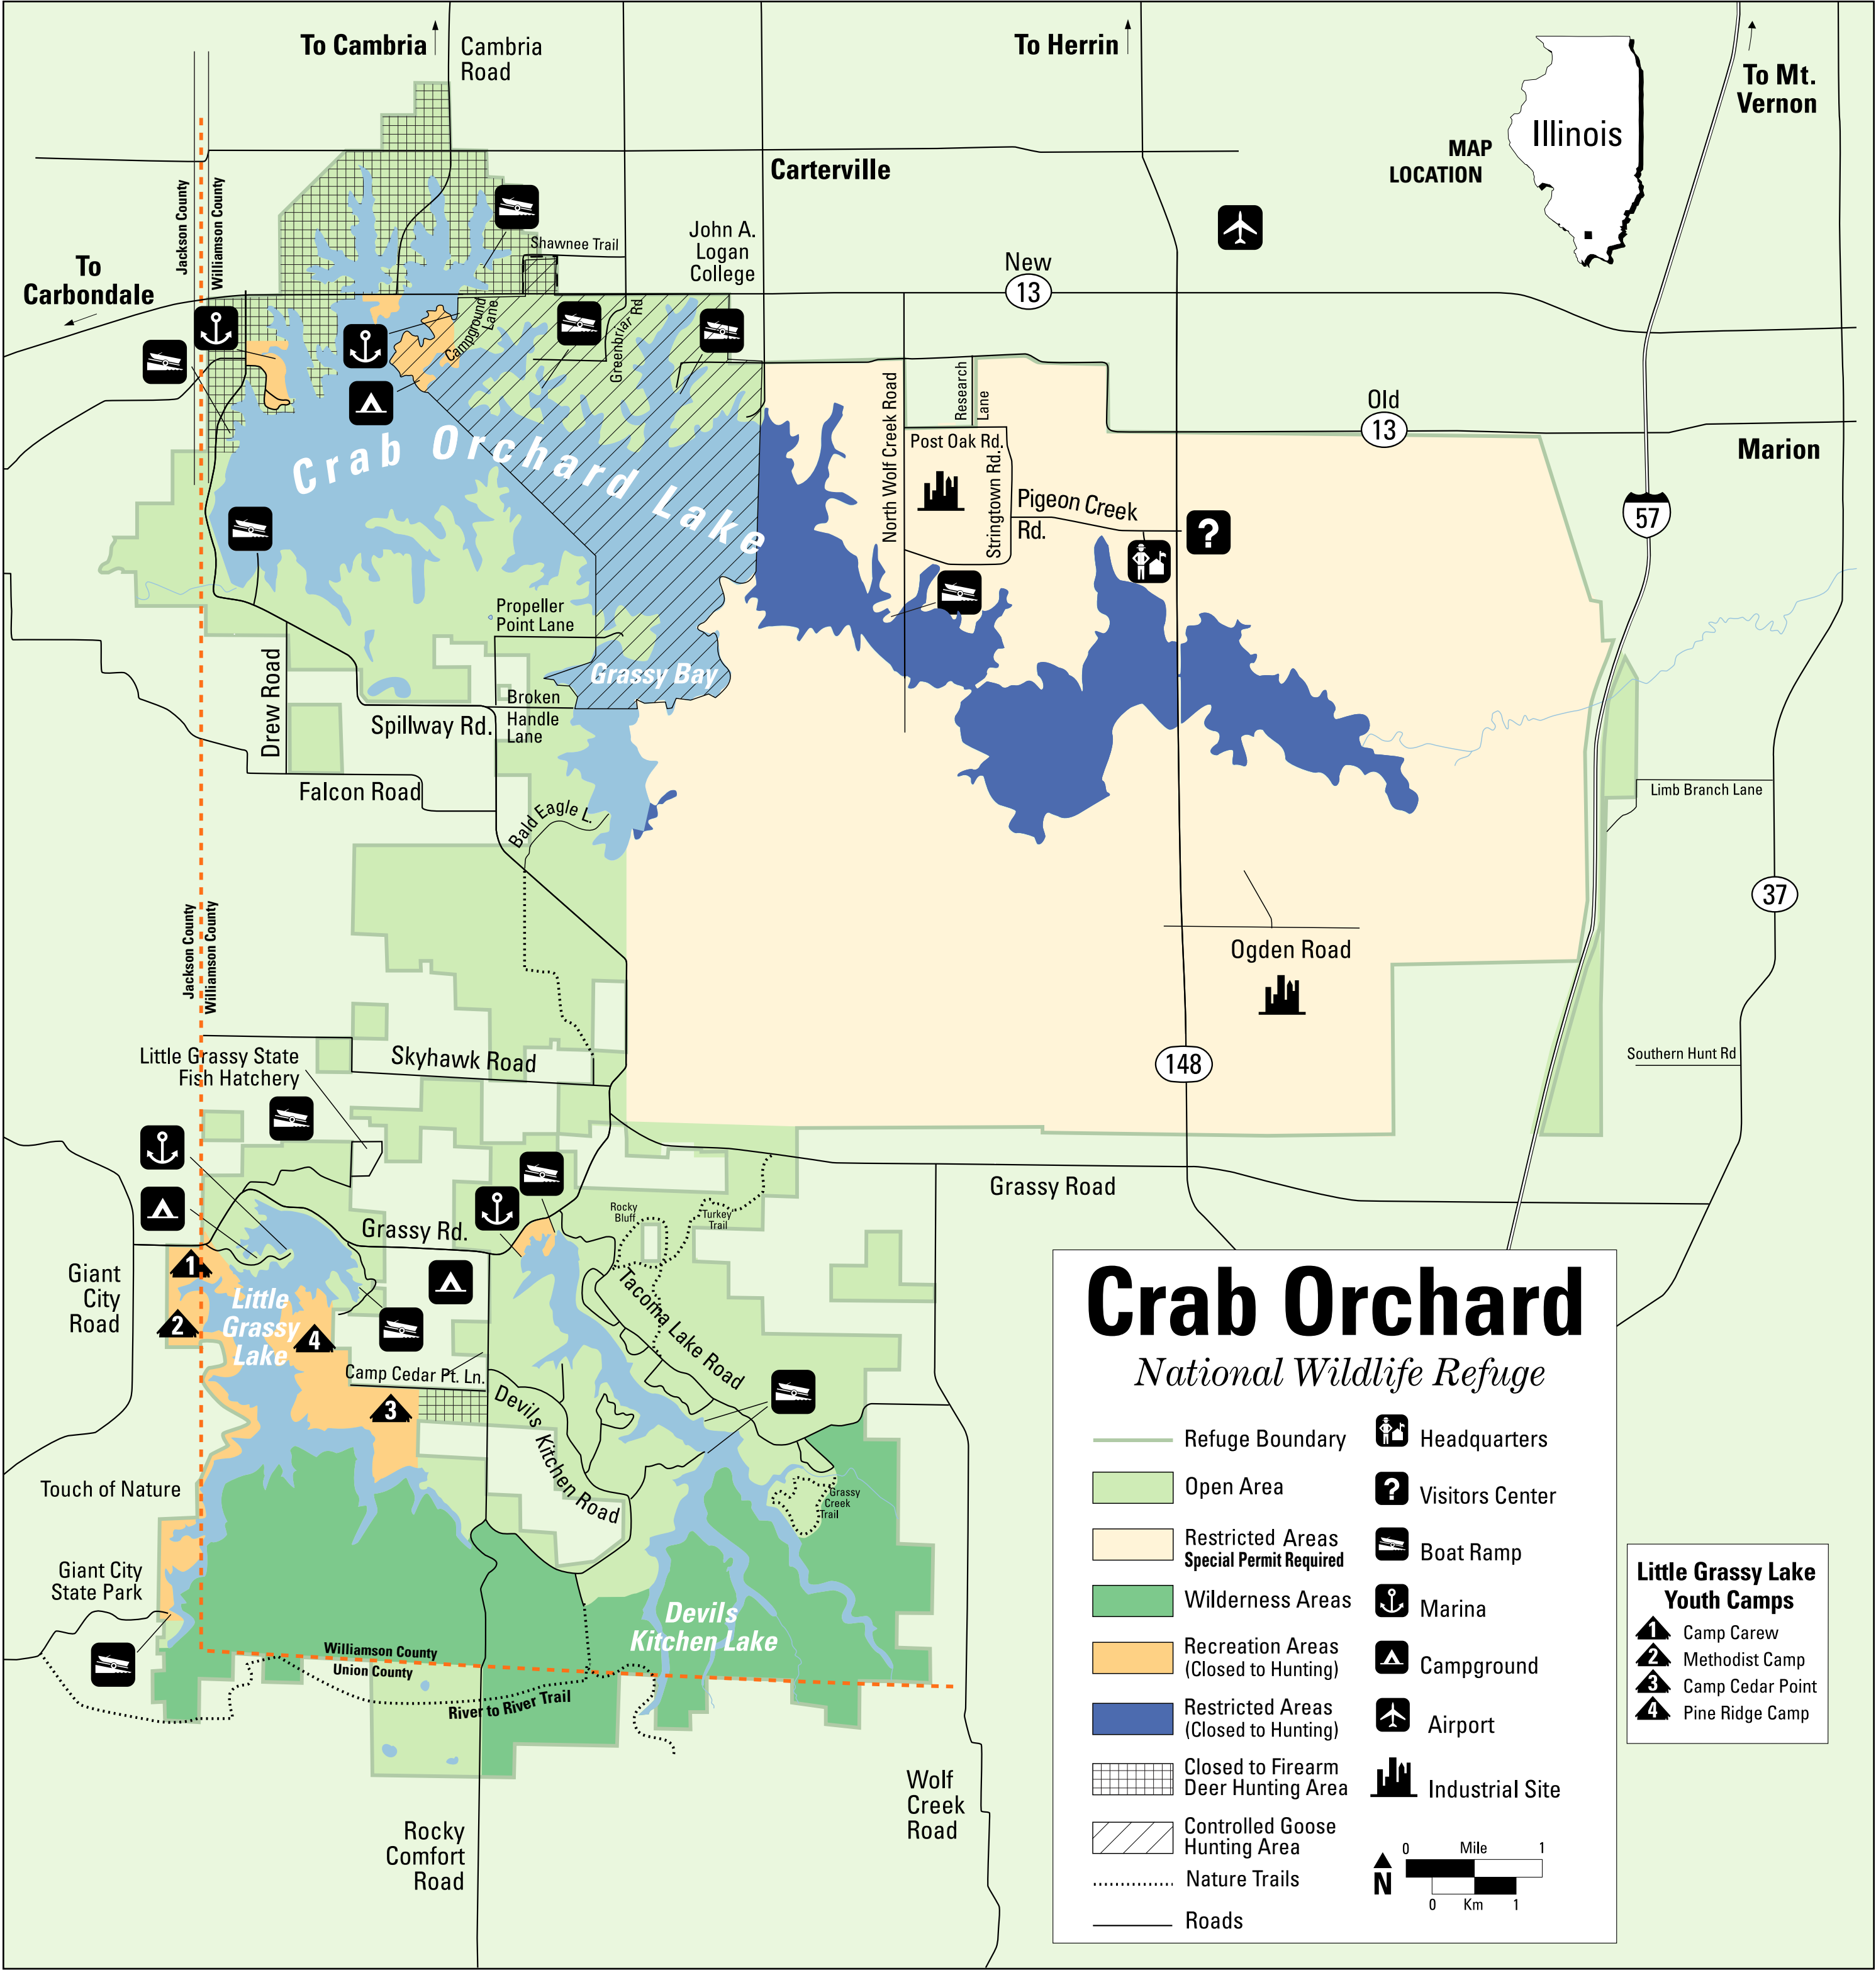 To Cambria
Cambria
Road
To Herrin
To Mt.
Vernon
Illinois
MAP
LOCATION
Carterville
Jackson County
Williamson County
Shawnee Trail
John A.
Logan
College
To
Carbondale
New
13
Campground
Lane
Greenbriar Rd
North Wolf Creek Road
Research
Lane
Old
13
Marion
Post Oak Rd.
Stringtown Rd.
Pigeon Creek
Rd.
?
57
Crab Orchard Lake
Propeller
Point Lane
Grassy Bay
Drew Road
Broken
Handle
Lane
Spillway Rd.
Falcon Road
Bald Eagle L.
Limb Branch Lane
37
Jackson County
Williamson County
Ogden Road
148
Southern Hunt Rd
Little Grassy State
Fish Hatchery
Skyhawk Road
Grassy Road
Grassy Rd.
Rocky
Bluff
Turkey
Trail
Giant
City
Road
1
2
Little
Grassy
Lake
4
Tacoma Lake Road
Camp Cedar Pt. Ln.
3
Devils Kitchen Road
Touch of Nature
Grassy
Creek
Trail
Giant City
State Park
Devils
Kitchen Lake
Williamson County
Union County
River to River Trail
Wolf
Creek
Road
Rocky
Comfort
Road
Crab Orchard
National Wildlife Refuge
Refuge Boundary
Open Area
Restricted Areas
Special Permit Required
Wilderness Areas
Recreation Areas
(Closed to Hunting)
Restricted Areas
(Closed to Hunting)
Closed to Firearm
Deer Hunting Area
Controlled Goose
Hunting Area
Nature Trails
Roads
Headquarters
? Visitors Center
Boat Ramp
Marina
Campground
Airport
Industrial Site
N
0 Mile 1
0 Km 1
Little Grassy Lake
Youth Camps
1 Camp Carew
2 Methodist Camp
3 Camp Cedar Point
4 Pine Ridge Camp